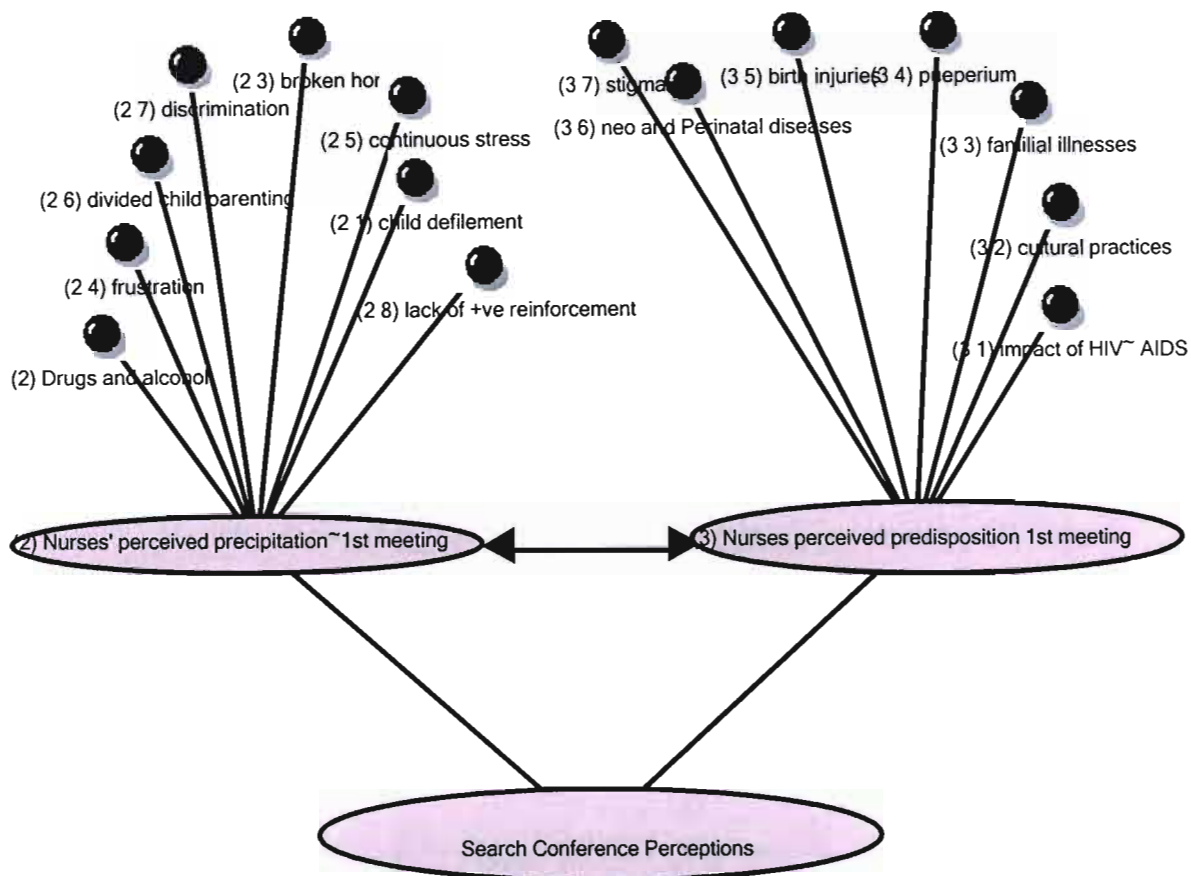 (2 3) broken hor
(2 7) discrimination
(2 5) continuous stress
(2 6) divided child parenting
(2 1) child defilement
(2 4) frustration
(2 8) lack of +ve reinforcement
(2) Drugs and alcohol
(3 7) stigma
(3 5) birth injuries
(3 4) pueperium
(3 6) neo and Perinatal diseases
(3 3) familial illnesses
(3 2) cultural practices
(3 1) impact of HIV~ AIDS
(2) Nurses' perceived precipitation~1st meeting
(3) Nurses perceived predisposition 1st meeting
Search Conference Perceptions